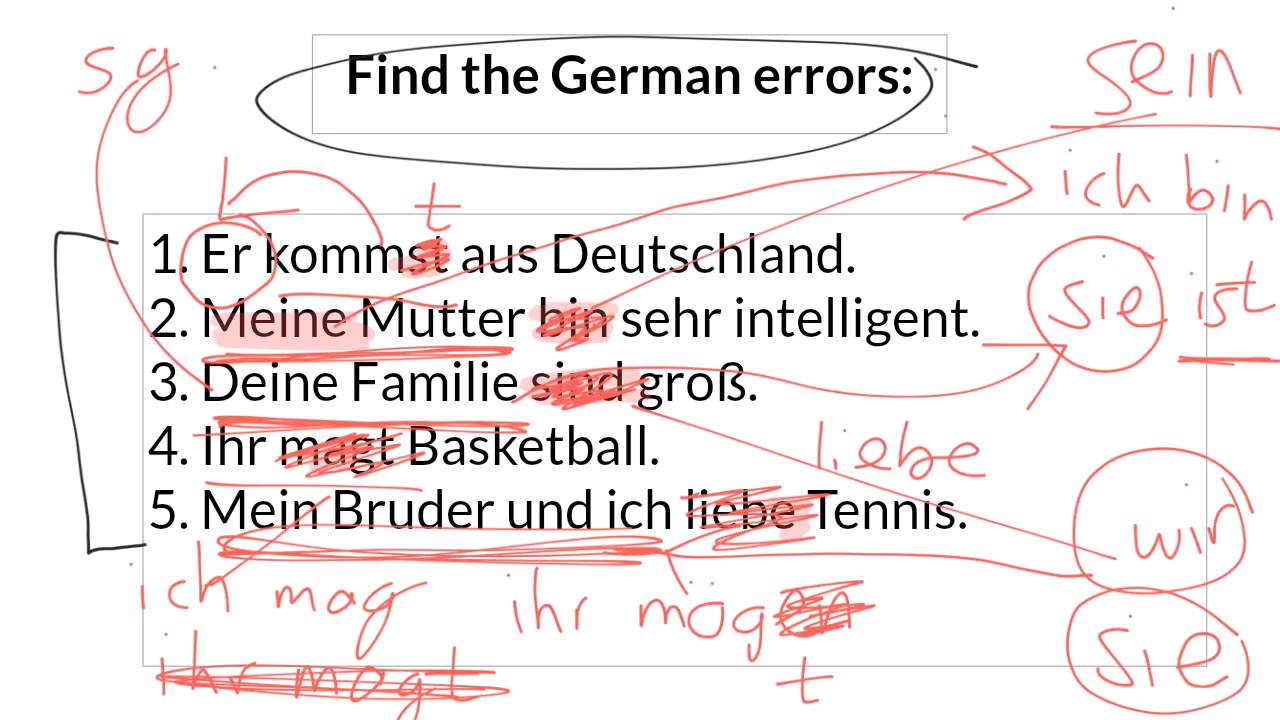 sg
Find the German errors:
sein
ich bin
t
1. Er kommst aus Deutschland.
sie ist
2. Meine Mutter bin sehr intelligent.
3. Deine Familie sind groß.
4. Ihr magt Basketball.
liebe
5. Mein Bruder und ich liebe Tennis.
wir
ich mag ihr mögen
sie
ihr mögt
t